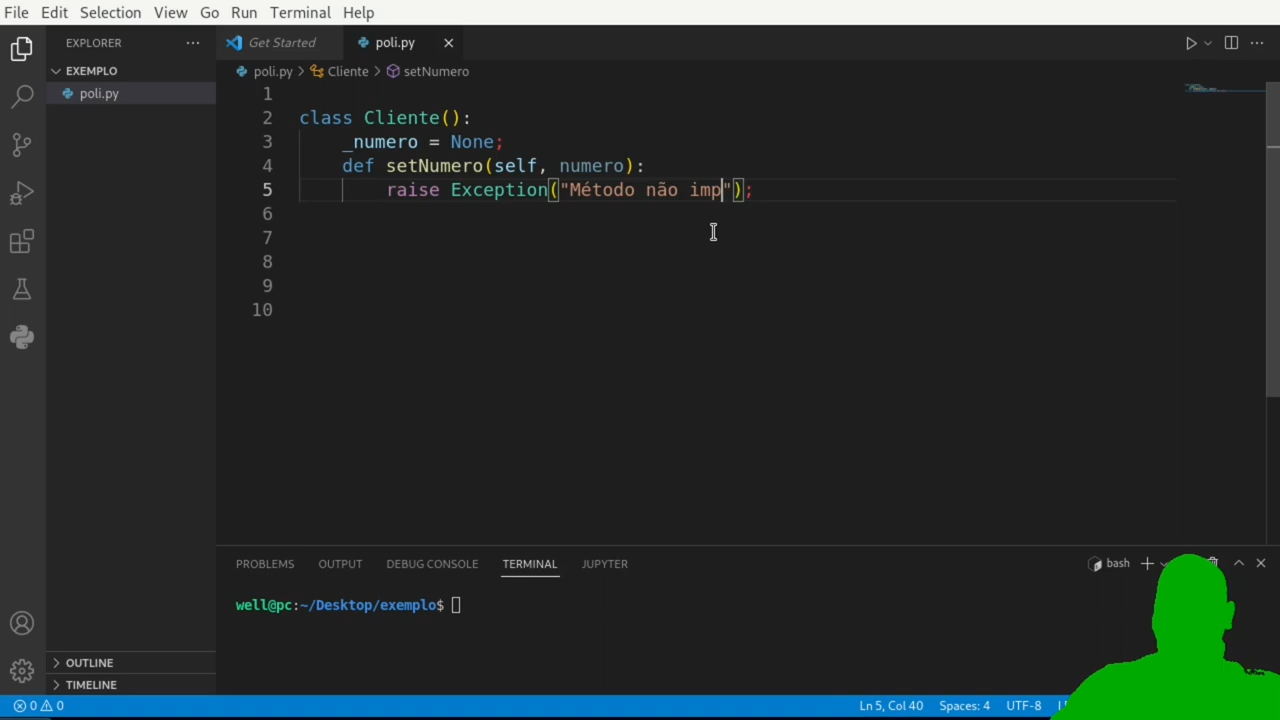 File Edit Selection View Go Run Terminal Help
EXPLORER ··· Get Started poli.py
EXEMPLO
poli.py > Cliente > setNumero
poli.py
1
2 class Cliente():
3 _numero = None;
4 def setNumero(self, numero):
5 raise Exception("Método não imp");
6
7
8
9
10
PROBLEMS OUTPUT DEBUG CONSOLE TERMINAL JUPYTER bash
well@pc:~/Desktop/exemplo$
OUTLINE
TIMELINE
0 0 Ln 5, Col 40 Spaces: 4 UTF-8